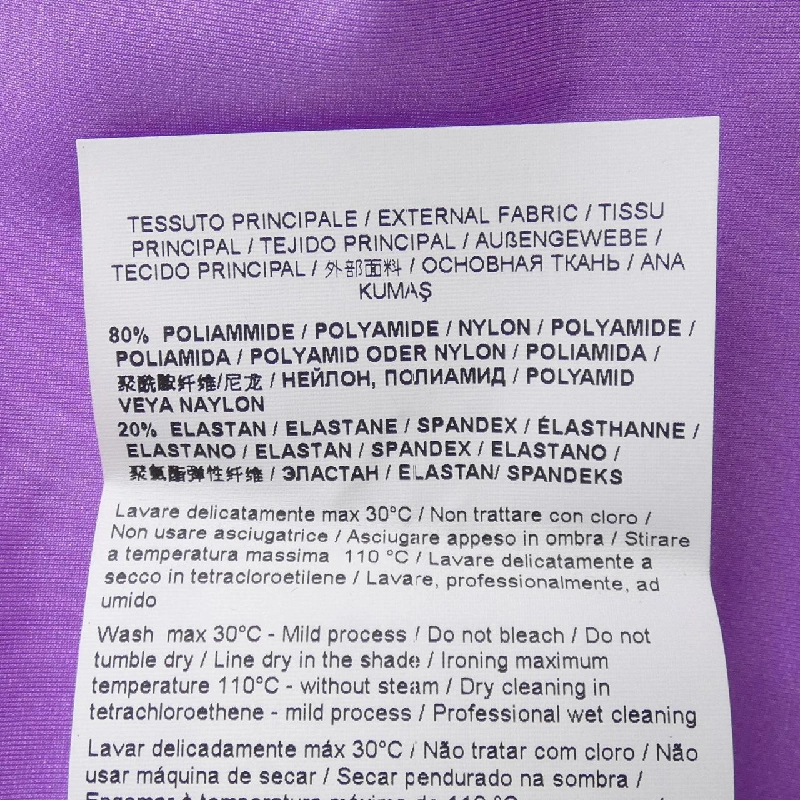 TESSUTO PRINCIPALE / EXTERNAL FABRIC / TISSU
PRINCIPAL / TEJIDO PRINCIPAL / AUßENGEWEBE /
TECIDO PRINCIPAL / 外部面料 / ОСНОВНАЯ ТКАНЬ / ANA
KUMAŞ
80% POLIAMMIDE / POLYAMIDE / NYLON / POLYAMIDE /
POLIAMIDA / POLYAMID ODER NYLON / POLIAMIDA /
聚酰胺纤维/尼龙 / НЕЙЛОН, ПОЛИАМИД / POLYAMID
VEYA NAYLON
20% ELASTAN / ELASTANE / SPANDEX / ÉLASTHANNE /
ELASTANO / ELASTAN / SPANDEX / ELASTANO /
聚氨酯弹性纤维 / ЭЛАСТАН / ELASTAN/ SPANDEKS
Lavare delicatamente max 30°C / Non trattare con cloro /
Non usare asciugatrice / Asciugare appeso in ombra / Stirare
a temperatura massima 110 °C / Lavare delicatamente a
secco in tetracloroetilene / Lavare, professionalmente, ad
umido
Wash max 30°C - Mild process / Do not bleach / Do not
tumble dry / Line dry in the shade / Ironing maximum
temperature 110°C - without steam / Dry cleaning in
tetrachloroethene - mild process / Professional wet cleaning
Lavar delicadamente máx 30°C / Não tratar com cloro / Não
usar máquina de secar / Secar pendurado na sombra /